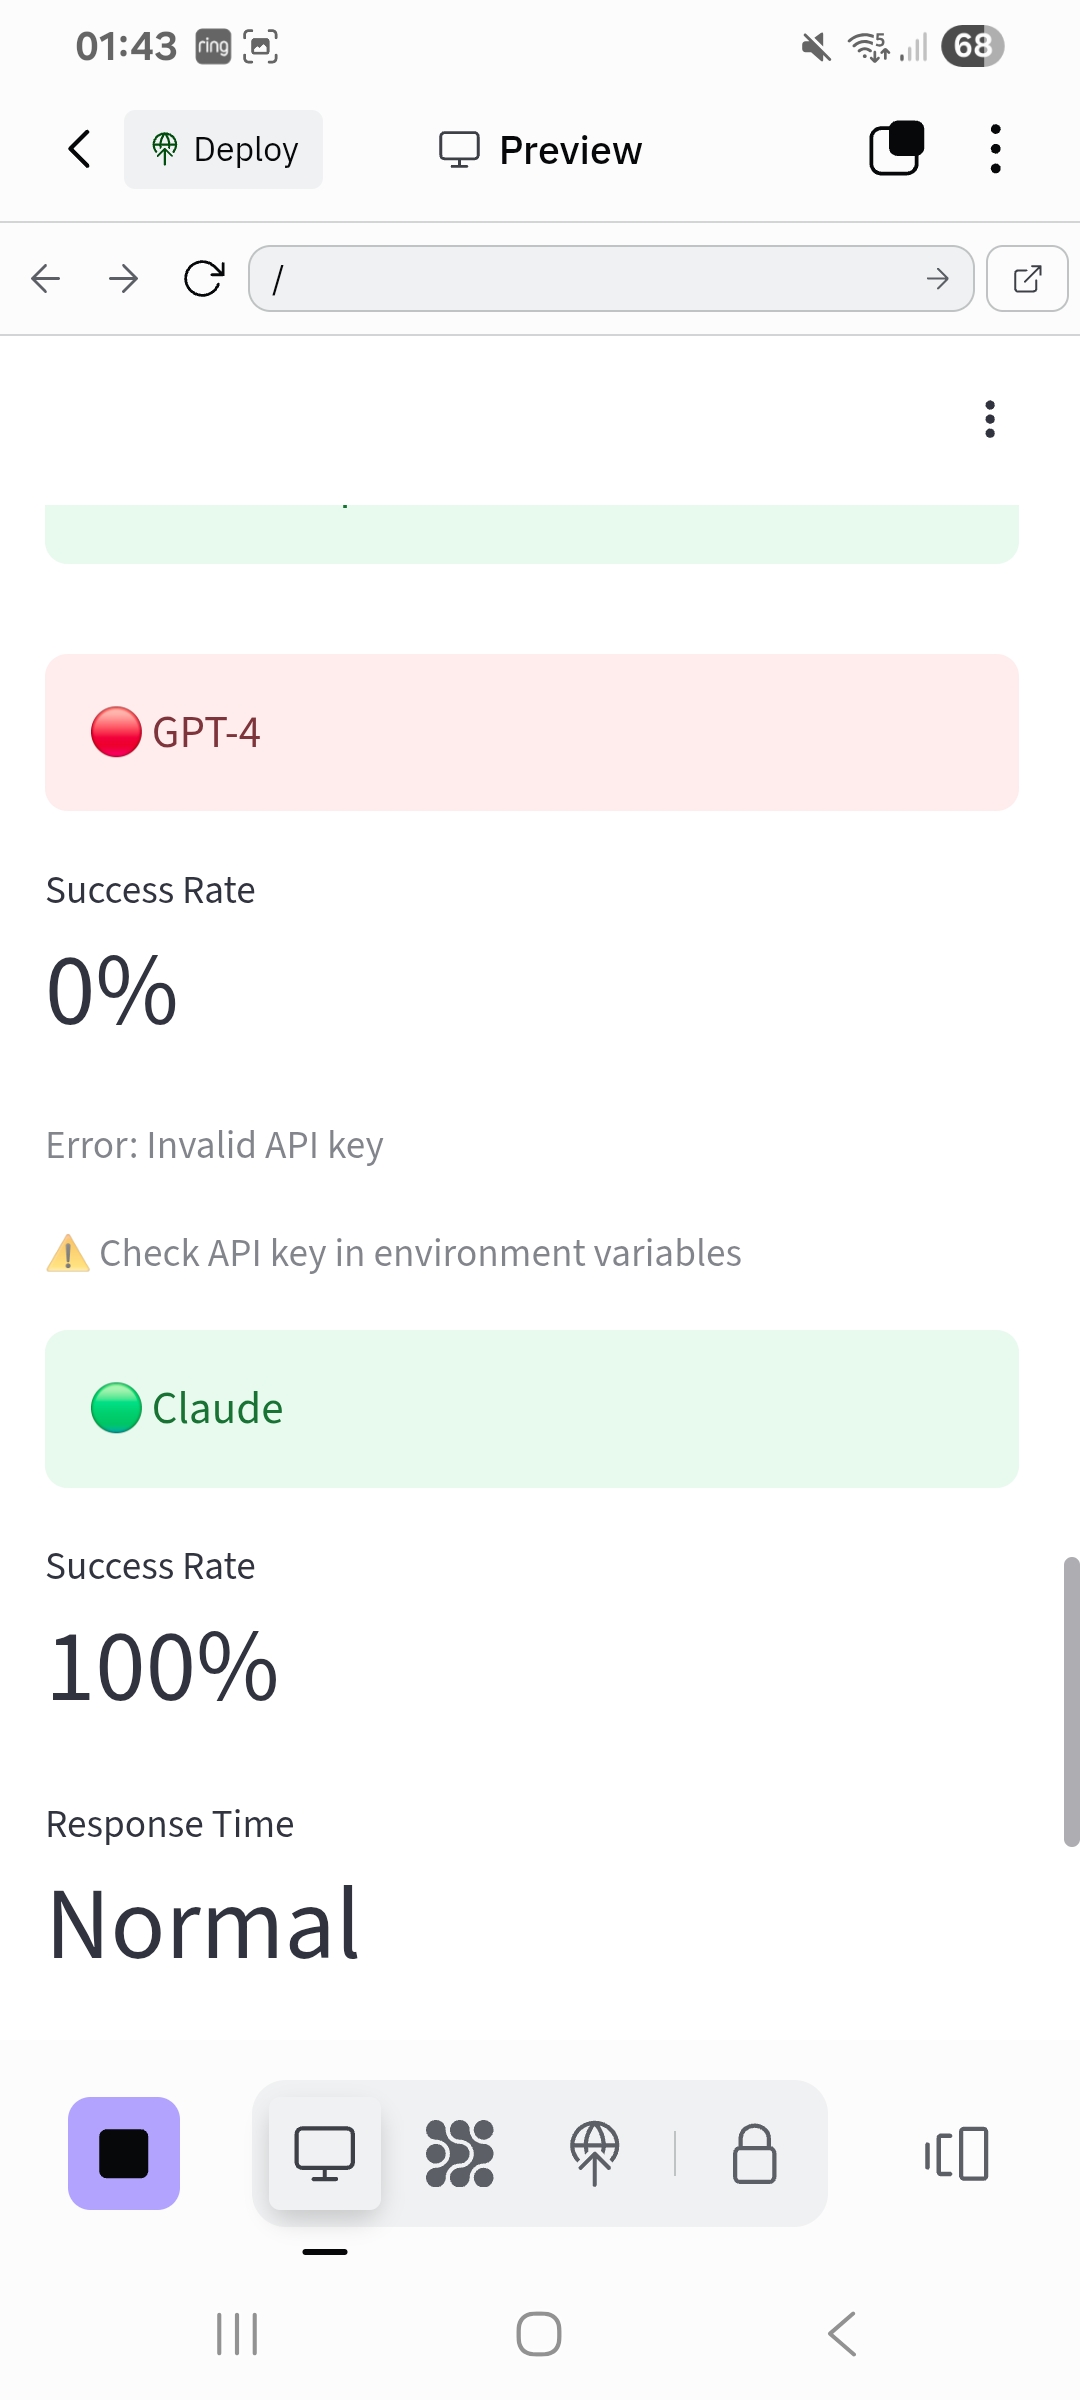 01:43
ring
5
68
Deploy
Preview
/
GPT-4
Success Rate
0%
Error: Invalid API key
Check API key in environment variables
Claude
Success Rate
100%
Response Time
Normal